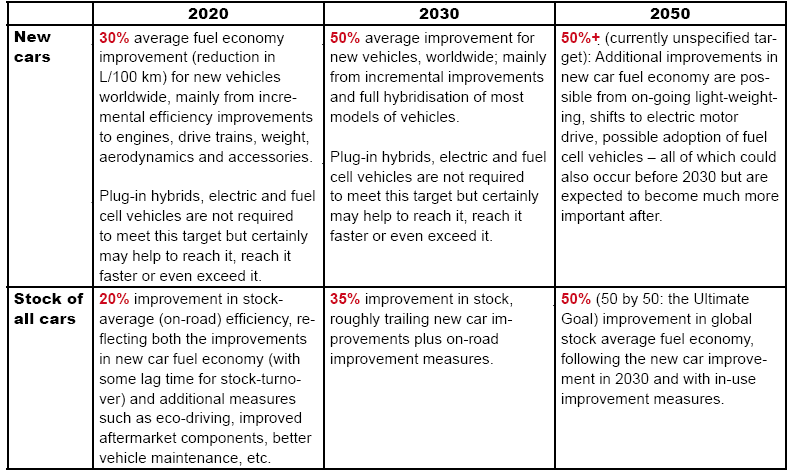 2020 2030 2050
New
cars
30% average fuel economy
improvement (reduction in
L/100 km) for new vehicles
worldwide, mainly from incre-
mental efficiency improvements
to engines, drive trains, weight,
aerodynamics and accessories.
Plug-in hybrids, electric and fuel
cell vehicles are not required
to meet this target but certainly
may help to reach it, reach it
faster or even exceed it.
50% average improvement for
new vehicles, worldwide; mainly
from incremental improvements
and full hybridisation of most
models of vehicles.
Plug-in hybrids, electric and fuel
cell vehicles are not required
to meet this target but certainly
may help to reach it, reach it
faster or even exceed it.
50%+ (currently unspecified tar-
get): Additional improvements in
new car fuel economy are pos-
sible from on-going light-weight-
ing, shifts to electric motor
drive, possible adoption of fuel
cell vehicles – all of which could
also occur before 2030 but are
expected to become much more
important after.
Stock of
all cars
20% improvement in stock-
average (on-road) efficiency, re-
flecting both the improvements
in new car fuel economy (with
some lag time for stock-turno-
ver) and additional measures
such as eco-driving, improved
aftermarket components, better
vehicle maintenance, etc.
35% improvement in stock,
roughly trailing new car im-
provements plus on-road
improvement measures.
50% (50 by 50: the Ultimate
Goal) improvement in global
stock average fuel economy,
following the new car improve-
ment in 2030 and with in-use
improvement measures.